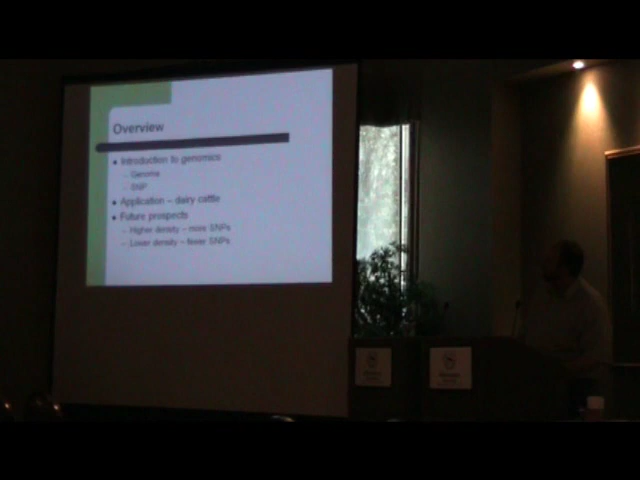 Overview
Introduction to genomics
– Genome
– SNP
Application – dairy cattle
Future prospects
– Higher density – more SNPs
– Lower density – fewer SNPs